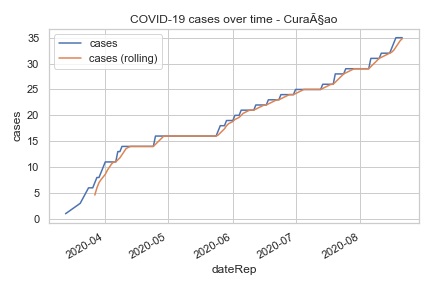 COVID-19 cases over time - CuraÃ§ao
cases
cases (rolling)
35
30
25
20
15
10
5
0
cases
2020-04
2020-05
2020-06
2020-07
2020-08
dateRep